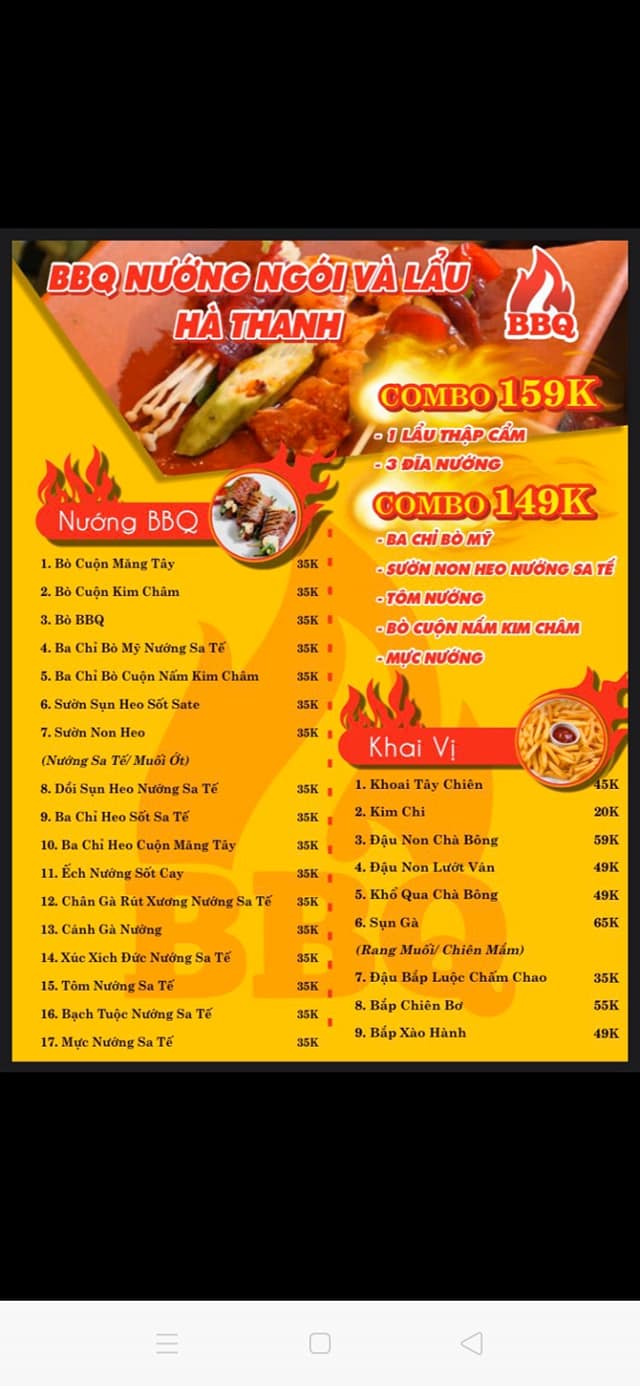 BBQ NƯỚNG NGÓI VÀ LẨU
HÀ THANH
BBQ
COMBO 159K
- 1 LẨU THẬP CẨM
- 3 ĐĨA NƯỚNG
COMBO 149K
- BA CHỈ BÒ MỸ
- SƯỜN NON HEO NƯỚNG SA TẾ
- TÔM NƯỚNG
- BÒ CUỘN NẤM KIM CHÂM
- MỰC NƯỚNG
Nướng BBQ
1. Bò Cuộn Măng Tây 35K
2. Bò Cuộn Kim Châm 35K
3. Bò BBQ 35K
4. Ba Chỉ Bò Mỹ Nướng Sa Tế 35K
5. Ba Chỉ Bò Cuộn Nấm Kim Châm 35K
6. Sườn Sụn Heo Sốt Sate 35K
7. Sườn Non Heo 35K
(Nướng Sa Tế/ Muối Ớt)
8. Dồi Sụn Heo Nướng Sa Tế 35K
9. Ba Chỉ Heo Sốt Sa Tế 35K
10. Ba Chỉ Heo Cuộn Măng Tây 35K
11. Ếch Nướng Sốt Cay 35K
12. Chân Gà Rút Xương Nướng Sa Tế 35K
13. Cánh Gà Nướng 35K
14. Xúc Xich Đức Nướng Sa Tế 35K
15. Tôm Nướng Sa Tế 35K
16. Bạch Tuộc Nướng Sa Tế 35K
17. Mực Nướng Sa Tế 35K
Khai Vị
1. Khoai Tây Chiên 45K
2. Kim Chi 20K
3. Đậu Non Chà Bông 59K
4. Đậu Non Lướt Ván 49K
5. Khổ Qua Chà Bông 49K
6. Sụn Gà 65K
(Rang Muối/ Chiên Mắm)
7. Đậu Bắp Luộc Chấm Chao 35K
8. Bắp Chiên Bơ 55K
9. Bắp Xào Hành 49K
BBQ